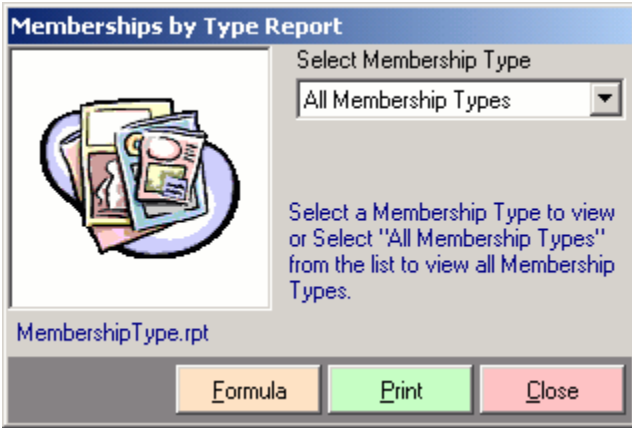 Memberships by Type Report
Select Membership Type
All Membership Types
Select a Membership Type to view
or Select "All Membership Types"
from the list to view all Membership
Types.
MembershipType.rpt
Formula
Print
Close